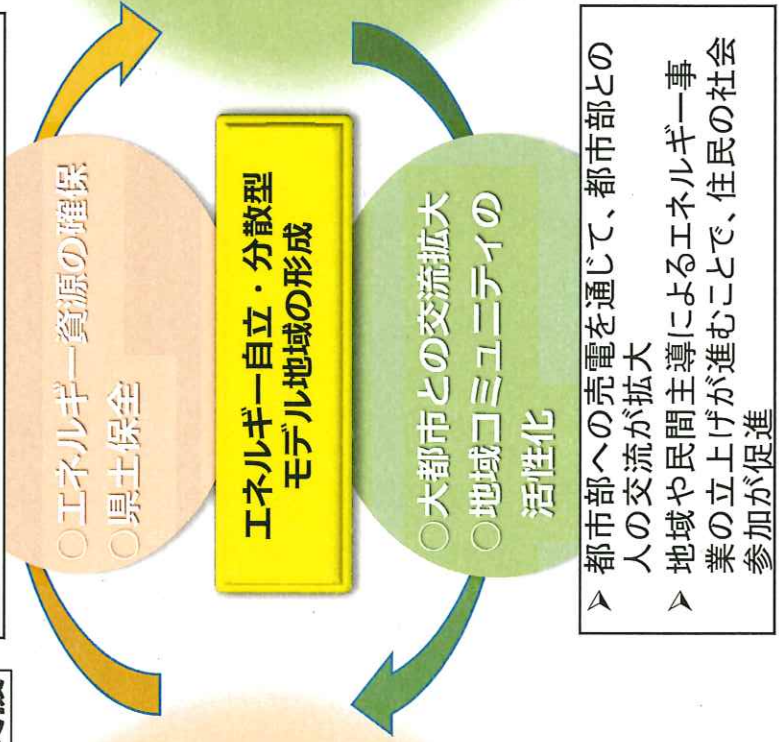 ○エネルギー資源の確保
○県土保全
エネルギー自立・分散型
モデル地域の形成
○大都市との交流拡大
○地域コミュニティの
活性化
➢ 都市部への売電を通じて、都市部との
人の交流が拡大
➢ 地域や民間主導によるエネルギー事
業の立上げが進むことで、住民の社会
参加が促進